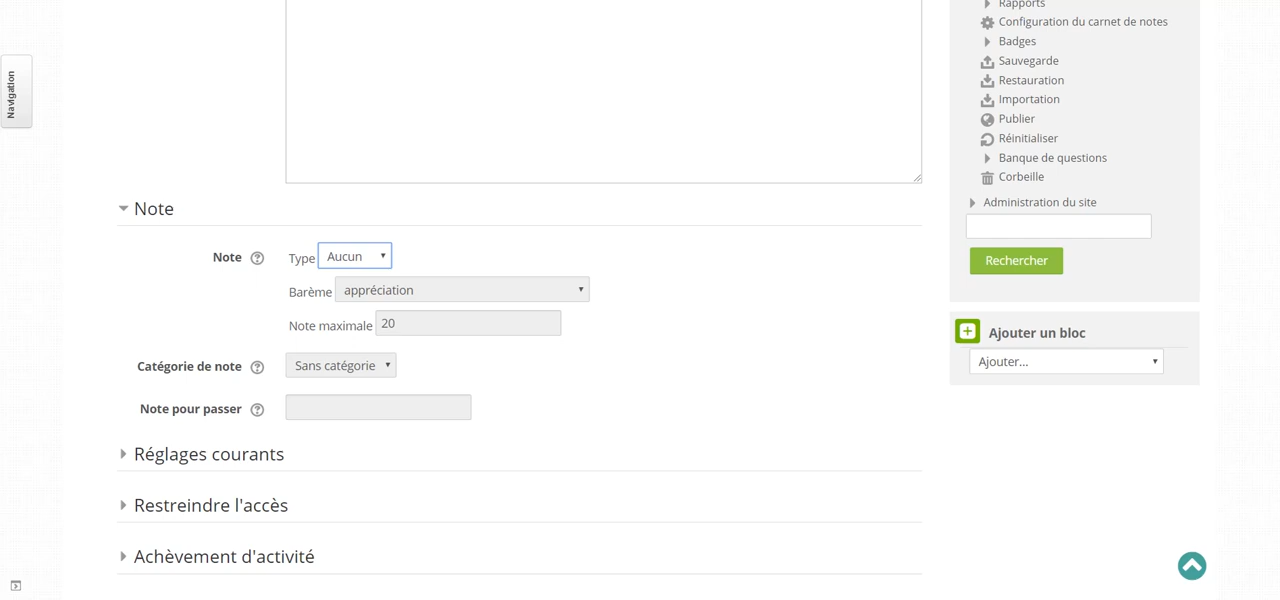 Navigation
Note
Note
Type Aucun
Barème appréciation
Note maximale 20
Catégorie de note Sans catégorie
Note pour passer
Réglages courants
Restreindre l'accès
Achèvement d'activité
Rapports
Configuration du carnet de notes
Badges
Sauvegarde
Restauration
Importation
Publier
Réinitialiser
Banque de questions
Corbeille
Administration du site
Rechercher
Ajouter un bloc
Ajouter...